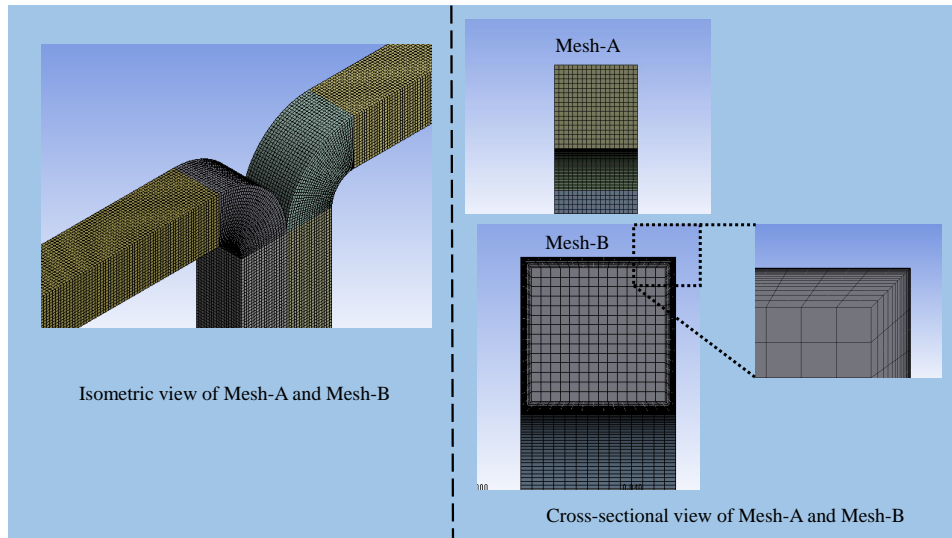 Isometric view of Mesh-A and Mesh-B
Mesh-A
Mesh-B
Cross-sectional view of Mesh-A and Mesh-B